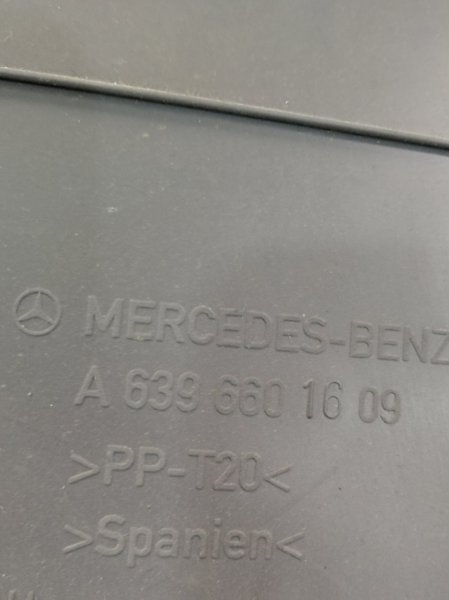 MERCEDES-BENZ
A 639 660 16 09
>PP-T20<
>Spanien<